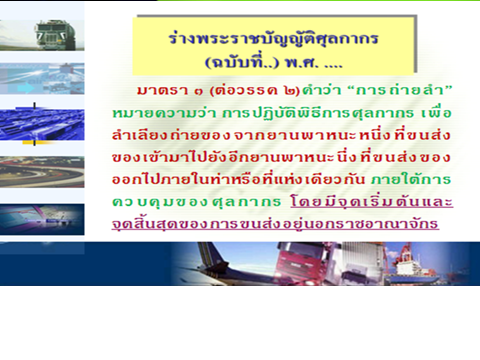 ร่างพระราชบัญญัติศุลกากร
(ฉบับที่..) พ.ศ. ....
มาตรา ๑ (ต่อวรรค ๒)คำว่า “การถ่ายลำ”
หมายความว่า การปฏิบัติพิธีการศุลกากร เพื่อ
ลำเลียงถ่ายของจากยานพาหนะหนึ่งที่ขนส่ง
ของเข้ามาไปยังอีกยานพาหนะนึ่งที่ขนส่งของ
ออกไปภายในท่าหรือที่แห่งเดียวกัน ภายใต้การ
ควบคุมของศุลกากร โดยมีจุดเริ่มต้นและ
จุดสิ้นสุดของการขนส่งอยู่นอกราชอาณาจักร